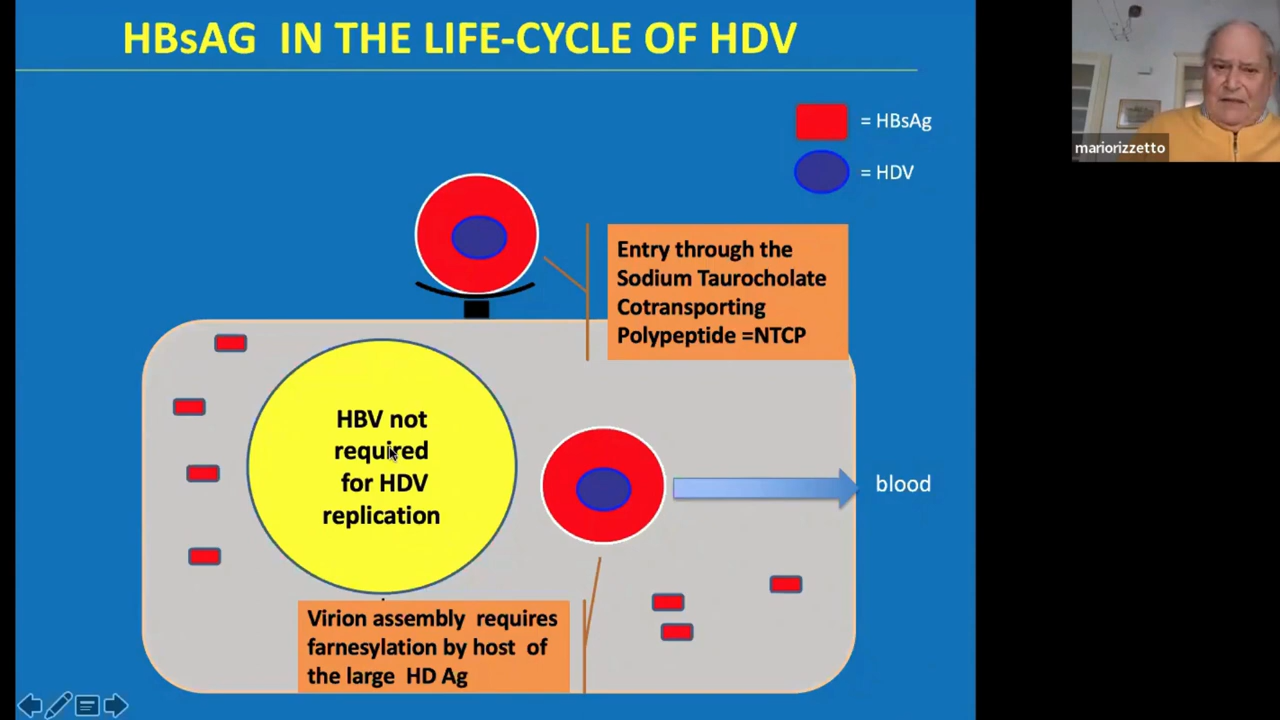 HBsAG IN THE LIFE-CYCLE OF HDV
= HBsAg
= HDV
mariorizzetto
Entry through the
Sodium Taurocholate
Cotransporting
Polypeptide =NTCP
HBV not
required
for HDV
replication
blood
Virion assembly requires
farnesylation by host of
the large HD Ag